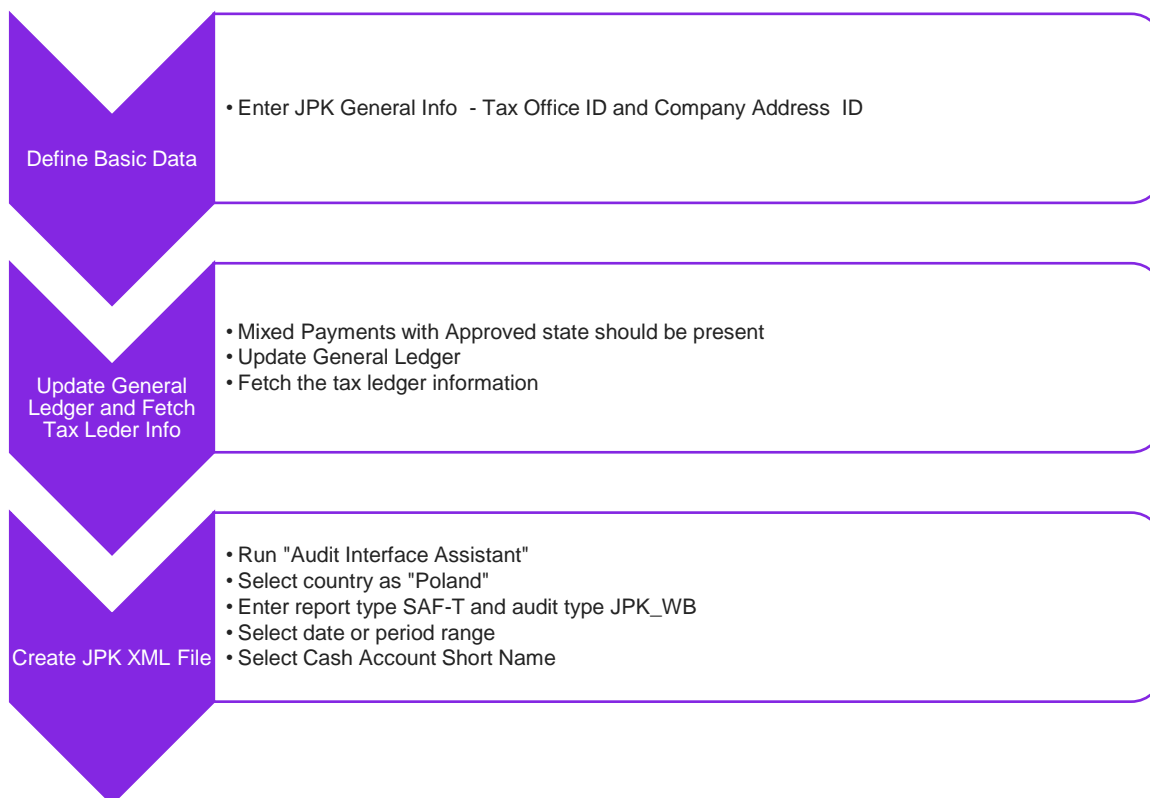 Define Basic Data
• Enter JPK General Info - Tax Office ID and Company Address ID
Update General
Ledger and Fetch
Tax Leder Info
• Mixed Payments with Approved state should be present
• Update General Ledger
• Fetch the tax ledger information
Create JPK XML File
• Run "Audit Interface Assistant"
• Select country as "Poland"
• Enter report type SAF-T and audit type JPK_WB
• Select date or period range
• Select Cash Account Short Name